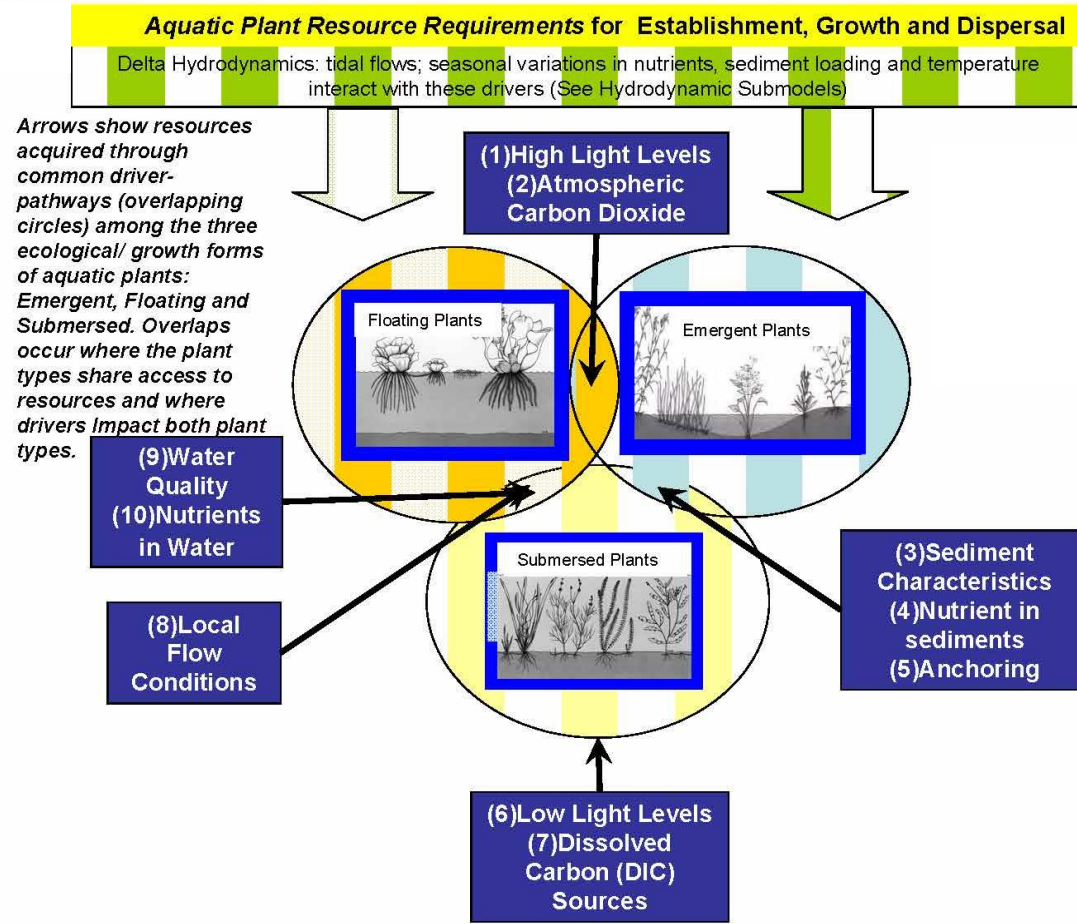 Aquatic Plant Resource Requirements for Establishment, Growth and Dispersal
Delta Hydrodynamics: tidal flows; seasonal variations in nutrients, sediment loading and temperature
interact with these drivers (See Hydrodynamic Submodels)
Arrows show resources
acquired through
common driver-
pathways (overlapping
circles) among the three
ecological/ growth forms
of aquatic plants:
Emergent, Floating and
Submersed. Overlaps
occur where the plant
types share access to
resources and where
drivers Impact both plant
types.
(1)High Light Levels
(2)Atmospheric
Carbon Dioxide
Floating Plants
Emergent Plants
(9)Water
Quality
(10)Nutrients
in Water
(8)Local
Flow
Conditions
Submersed Plants
(3)Sediment
Characteristics
(4)Nutrient in
sediments
(5)Anchoring
(6)Low Light Levels
(7)Dissolved
Carbon (DIC)
Sources